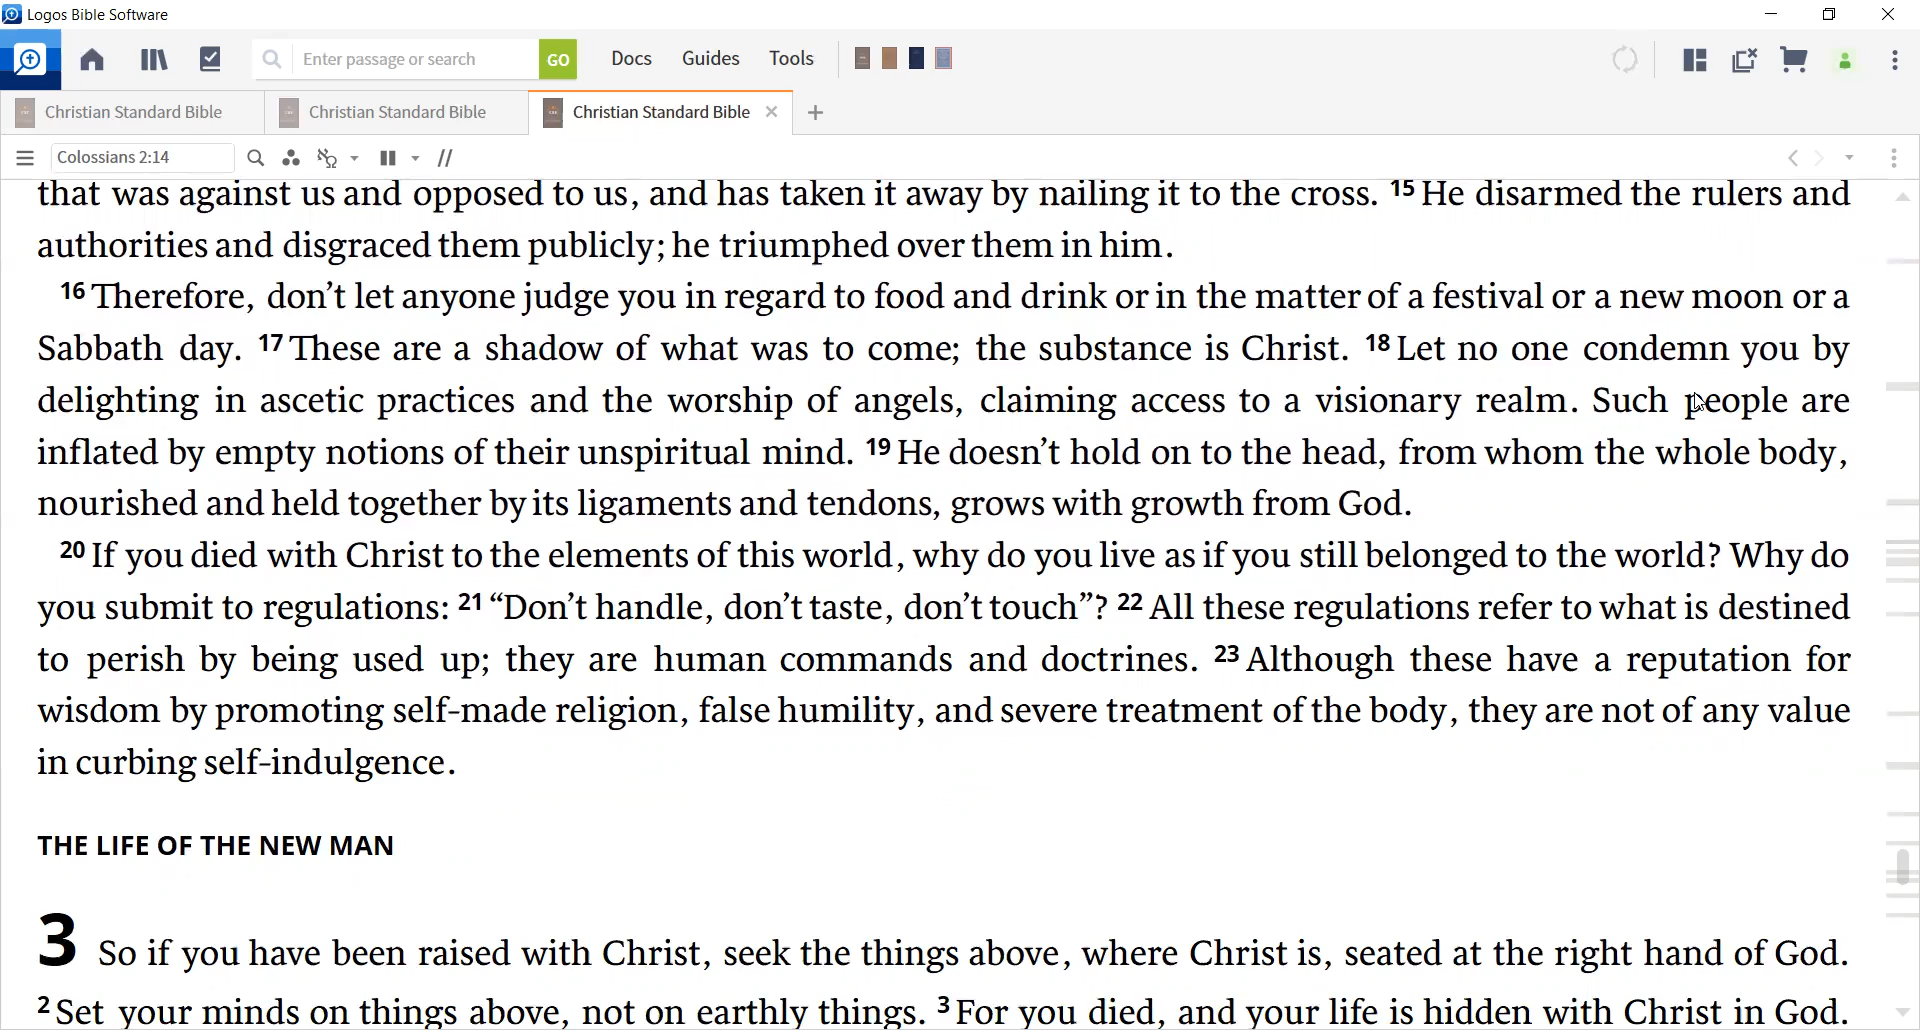 Logos Bible Software
Enter passage or search
GO
Docs
Guides
Tools
Christian Standard Bible
Christian Standard Bible
Christian Standard Bible
Colossians 2:14
that was against us and opposed to us, and has taken it away by nailing it to the cross. 15 He disarmed the rulers and
authorities and disgraced them publicly; he triumphed over them in him.
16 Therefore, don’t let anyone judge you in regard to food and drink or in the matter of a festival or a new moon or a
Sabbath day. 17 These are a shadow of what was to come; the substance is Christ. 18 Let no one condemn you by
delighting in ascetic practices and the worship of angels, claiming access to a visionary realm. Such people are
inflated by empty notions of their unspiritual mind. 19 He doesn’t hold on to the head, from whom the whole body,
nourished and held together by its ligaments and tendons, grows with growth from God.
20 If you died with Christ to the elements of this world, why do you live as if you still belonged to the world? Why do
you submit to regulations: 21 “Don’t handle, don’t taste, don’t touch”? 22 All these regulations refer to what is destined
to perish by being used up; they are human commands and doctrines. 23 Although these have a reputation for
wisdom by promoting self-made religion, false humility, and severe treatment of the body, they are not of any value
in curbing self-indulgence.
THE LIFE OF THE NEW MAN
3 So if you have been raised with Christ, seek the things above, where Christ is, seated at the right hand of God.
2 Set your minds on things above, not on earthly things. 3 For you died, and your life is hidden with Christ in God.